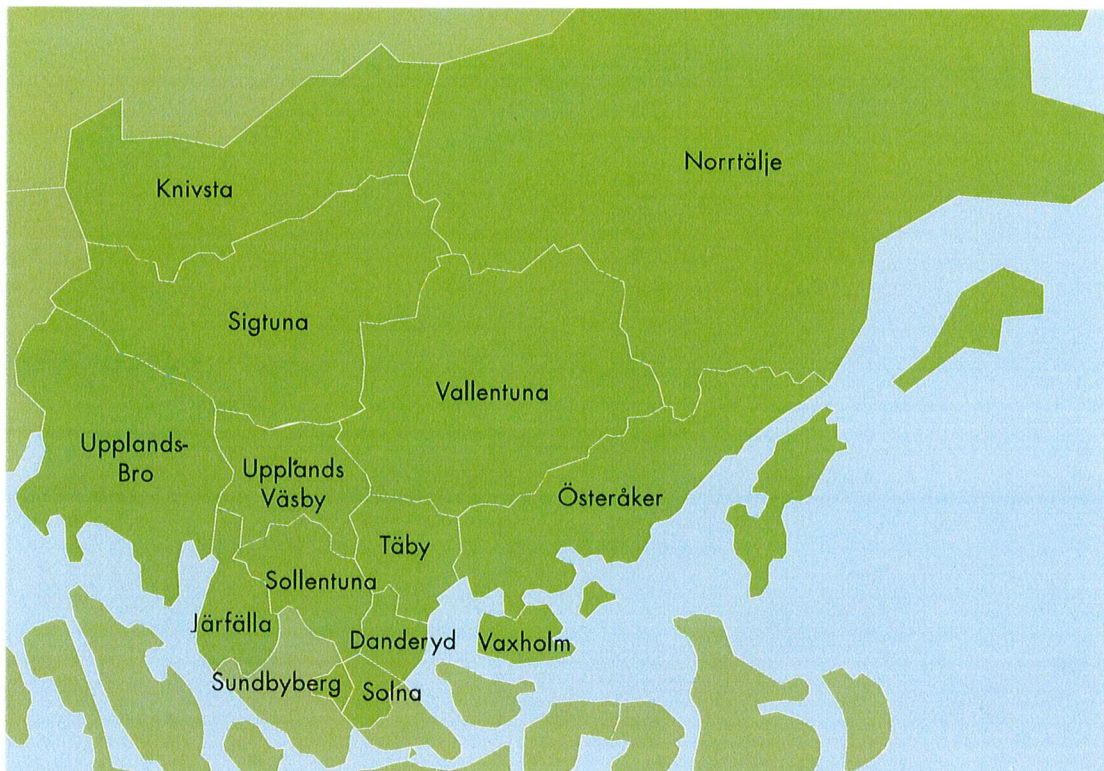 Norrtälje
Knivsta
Sigtuna
Vallentuna
Upplands-
Bro
Upplands
Väsby
Österåker
Täby
Sollentuna
Järfälla
Danderyd
Vaxholm
Sundbyberg
Solna